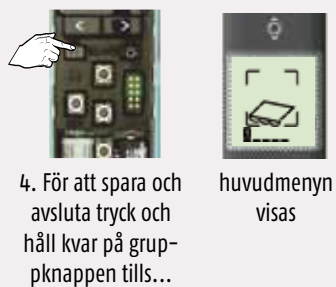 4. För att spara och
avsluta tryck och
håll kvar på grup-
pknappen tills...
huvudmenyn
visas